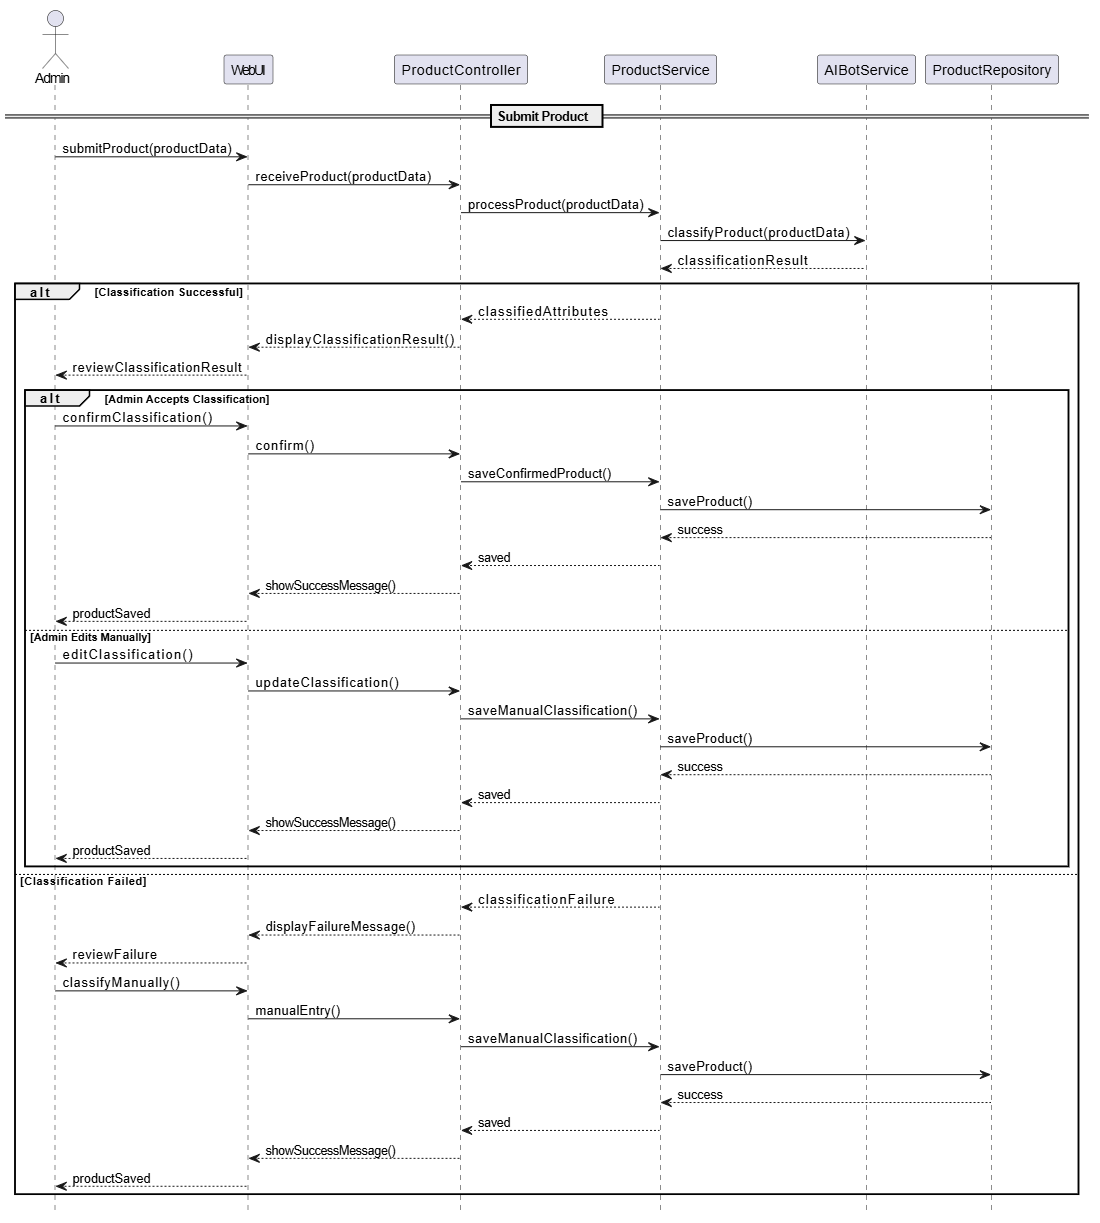 Admin
WebUI
ProductController
ProductService
AIBotService
ProductRepository
Submit Product
submitProduct(productData)
receiveProduct(productData)
processProduct(productData)
classifyProduct(productData)
classificationResult
alt [Classification Successful]
classifiedAttributes
displayClassificationResult()
reviewClassificationResult
alt [Admin Accepts Classification]
confirmClassification()
confirm()
saveConfirmedProduct()
saveProduct()
success
saved
showSuccessMessage()
productSaved
[Admin Edits Manually]
editClassification()
updateClassification()
saveManualClassification()
saveProduct()
success
saved
showSuccessMessage()
productSaved
[Classification Failed]
classificationFailure
displayFailureMessage()
reviewFailure
classifyManually()
manualEntry()
saveManualClassification()
saveProduct()
success
saved
showSuccessMessage()
productSaved